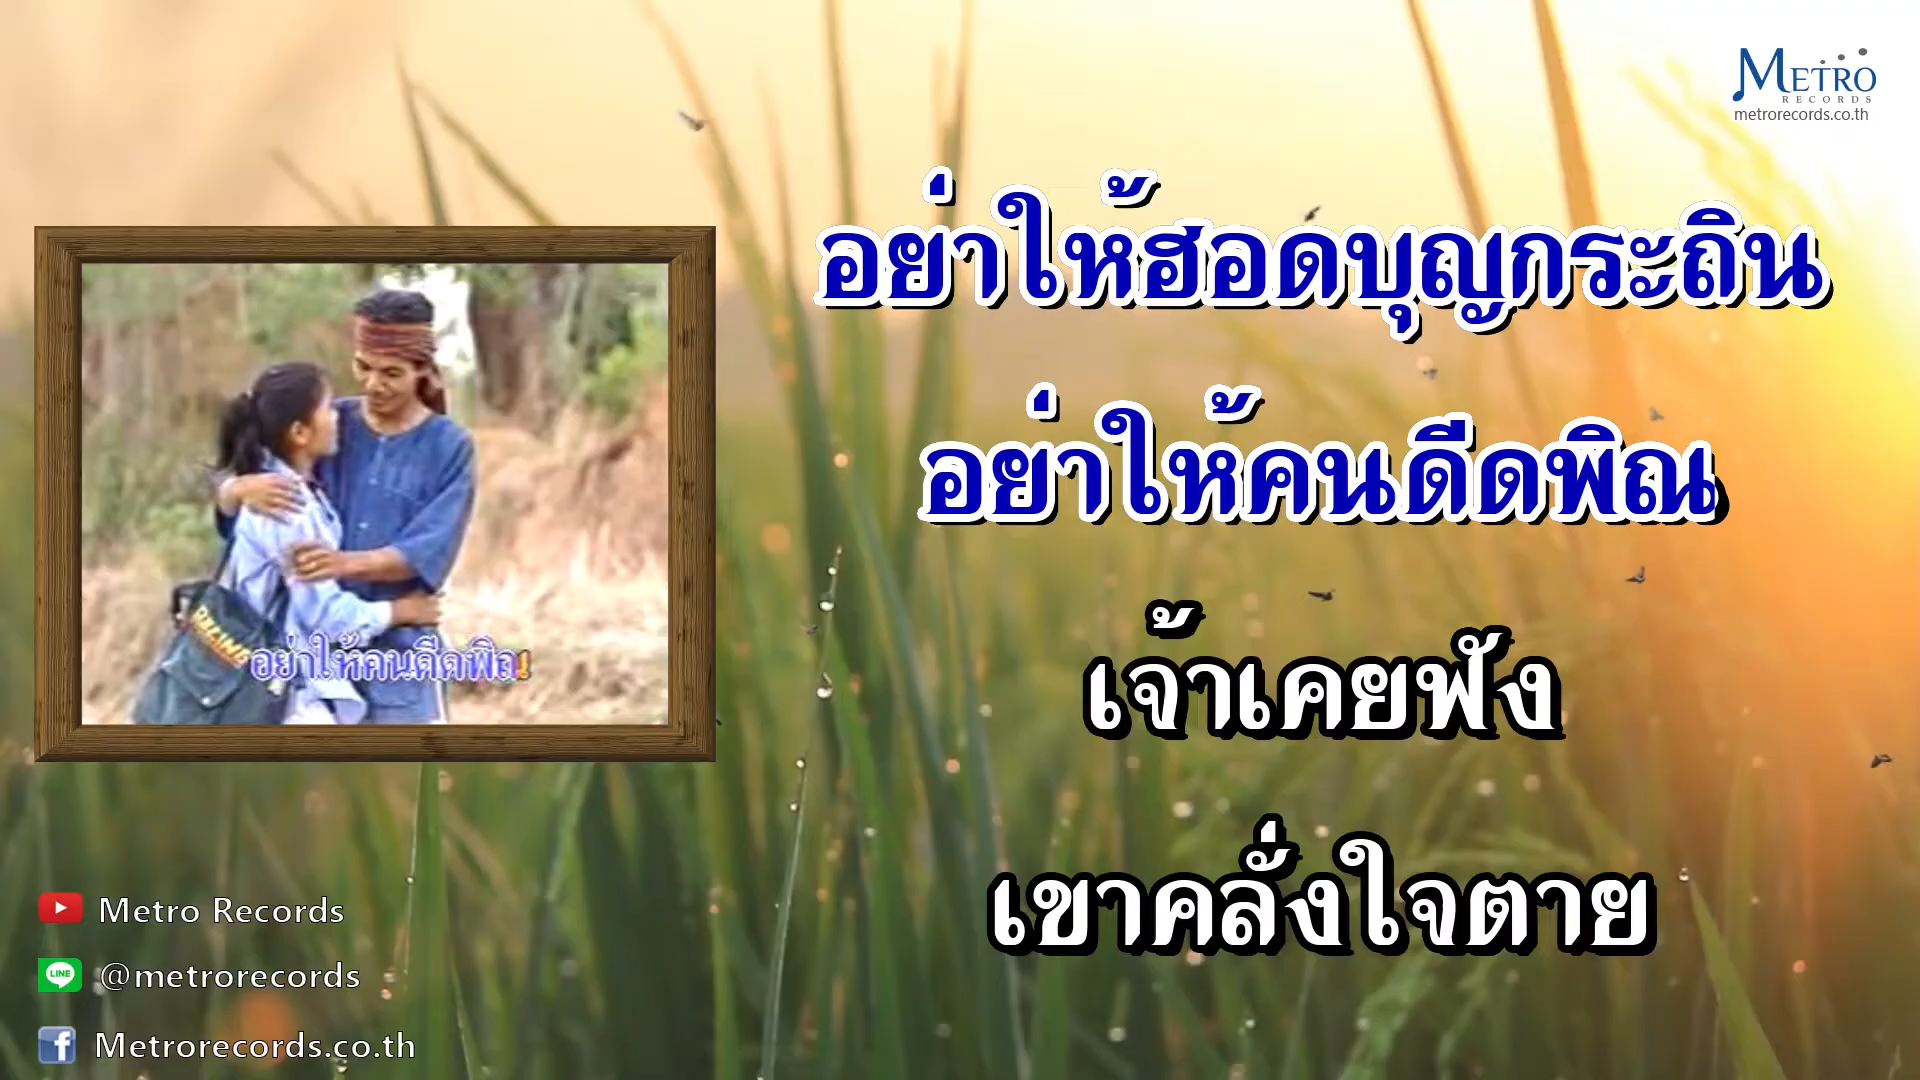 METRO
RECORDS
metrorecords.co.th
อย่าให้ฮอดบุญกระถิน
อย่าให้คนดีดพิณ
เจ้าเคยฟัง
เขาคลั่งใจตาย
REGINE
อย่าให้คนดีดพิณ
Metro Records
LINE
@metrorecords
Metrorecords.co.th